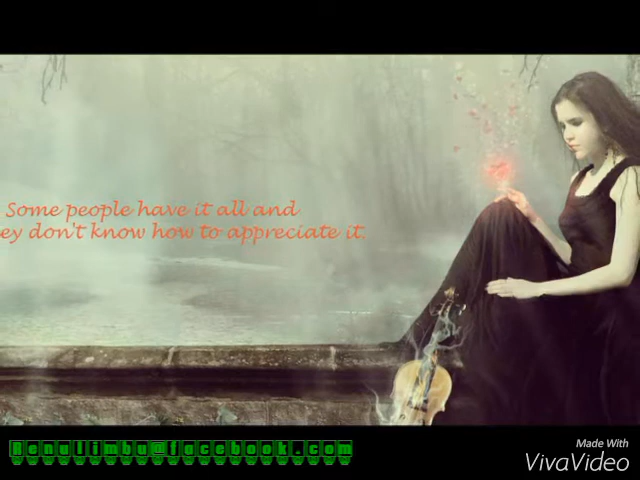 Some people have it all and
ey don't know how to appreciate it.
Renulimbu@facebook.com
Made With
VivaVideo